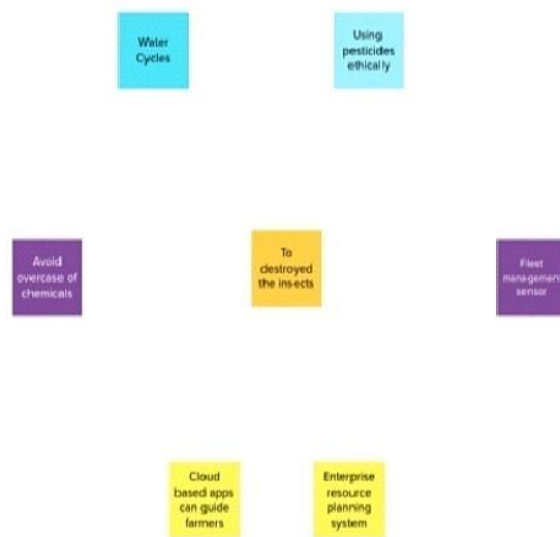 Water
Cycles
Using
pesticides
ethically
Avoid
overcase of
chemicals
To
destroyed
the insects
Fleet
management
sensor
Cloud
based apps
can guide
farmers
Enterprise
resource
planning
system